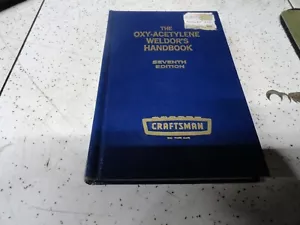 THE
OXY-ACETYLENE
WELDOR'S
HANDBOOK
SEVENTH
EDITION
CRAFTSMAN